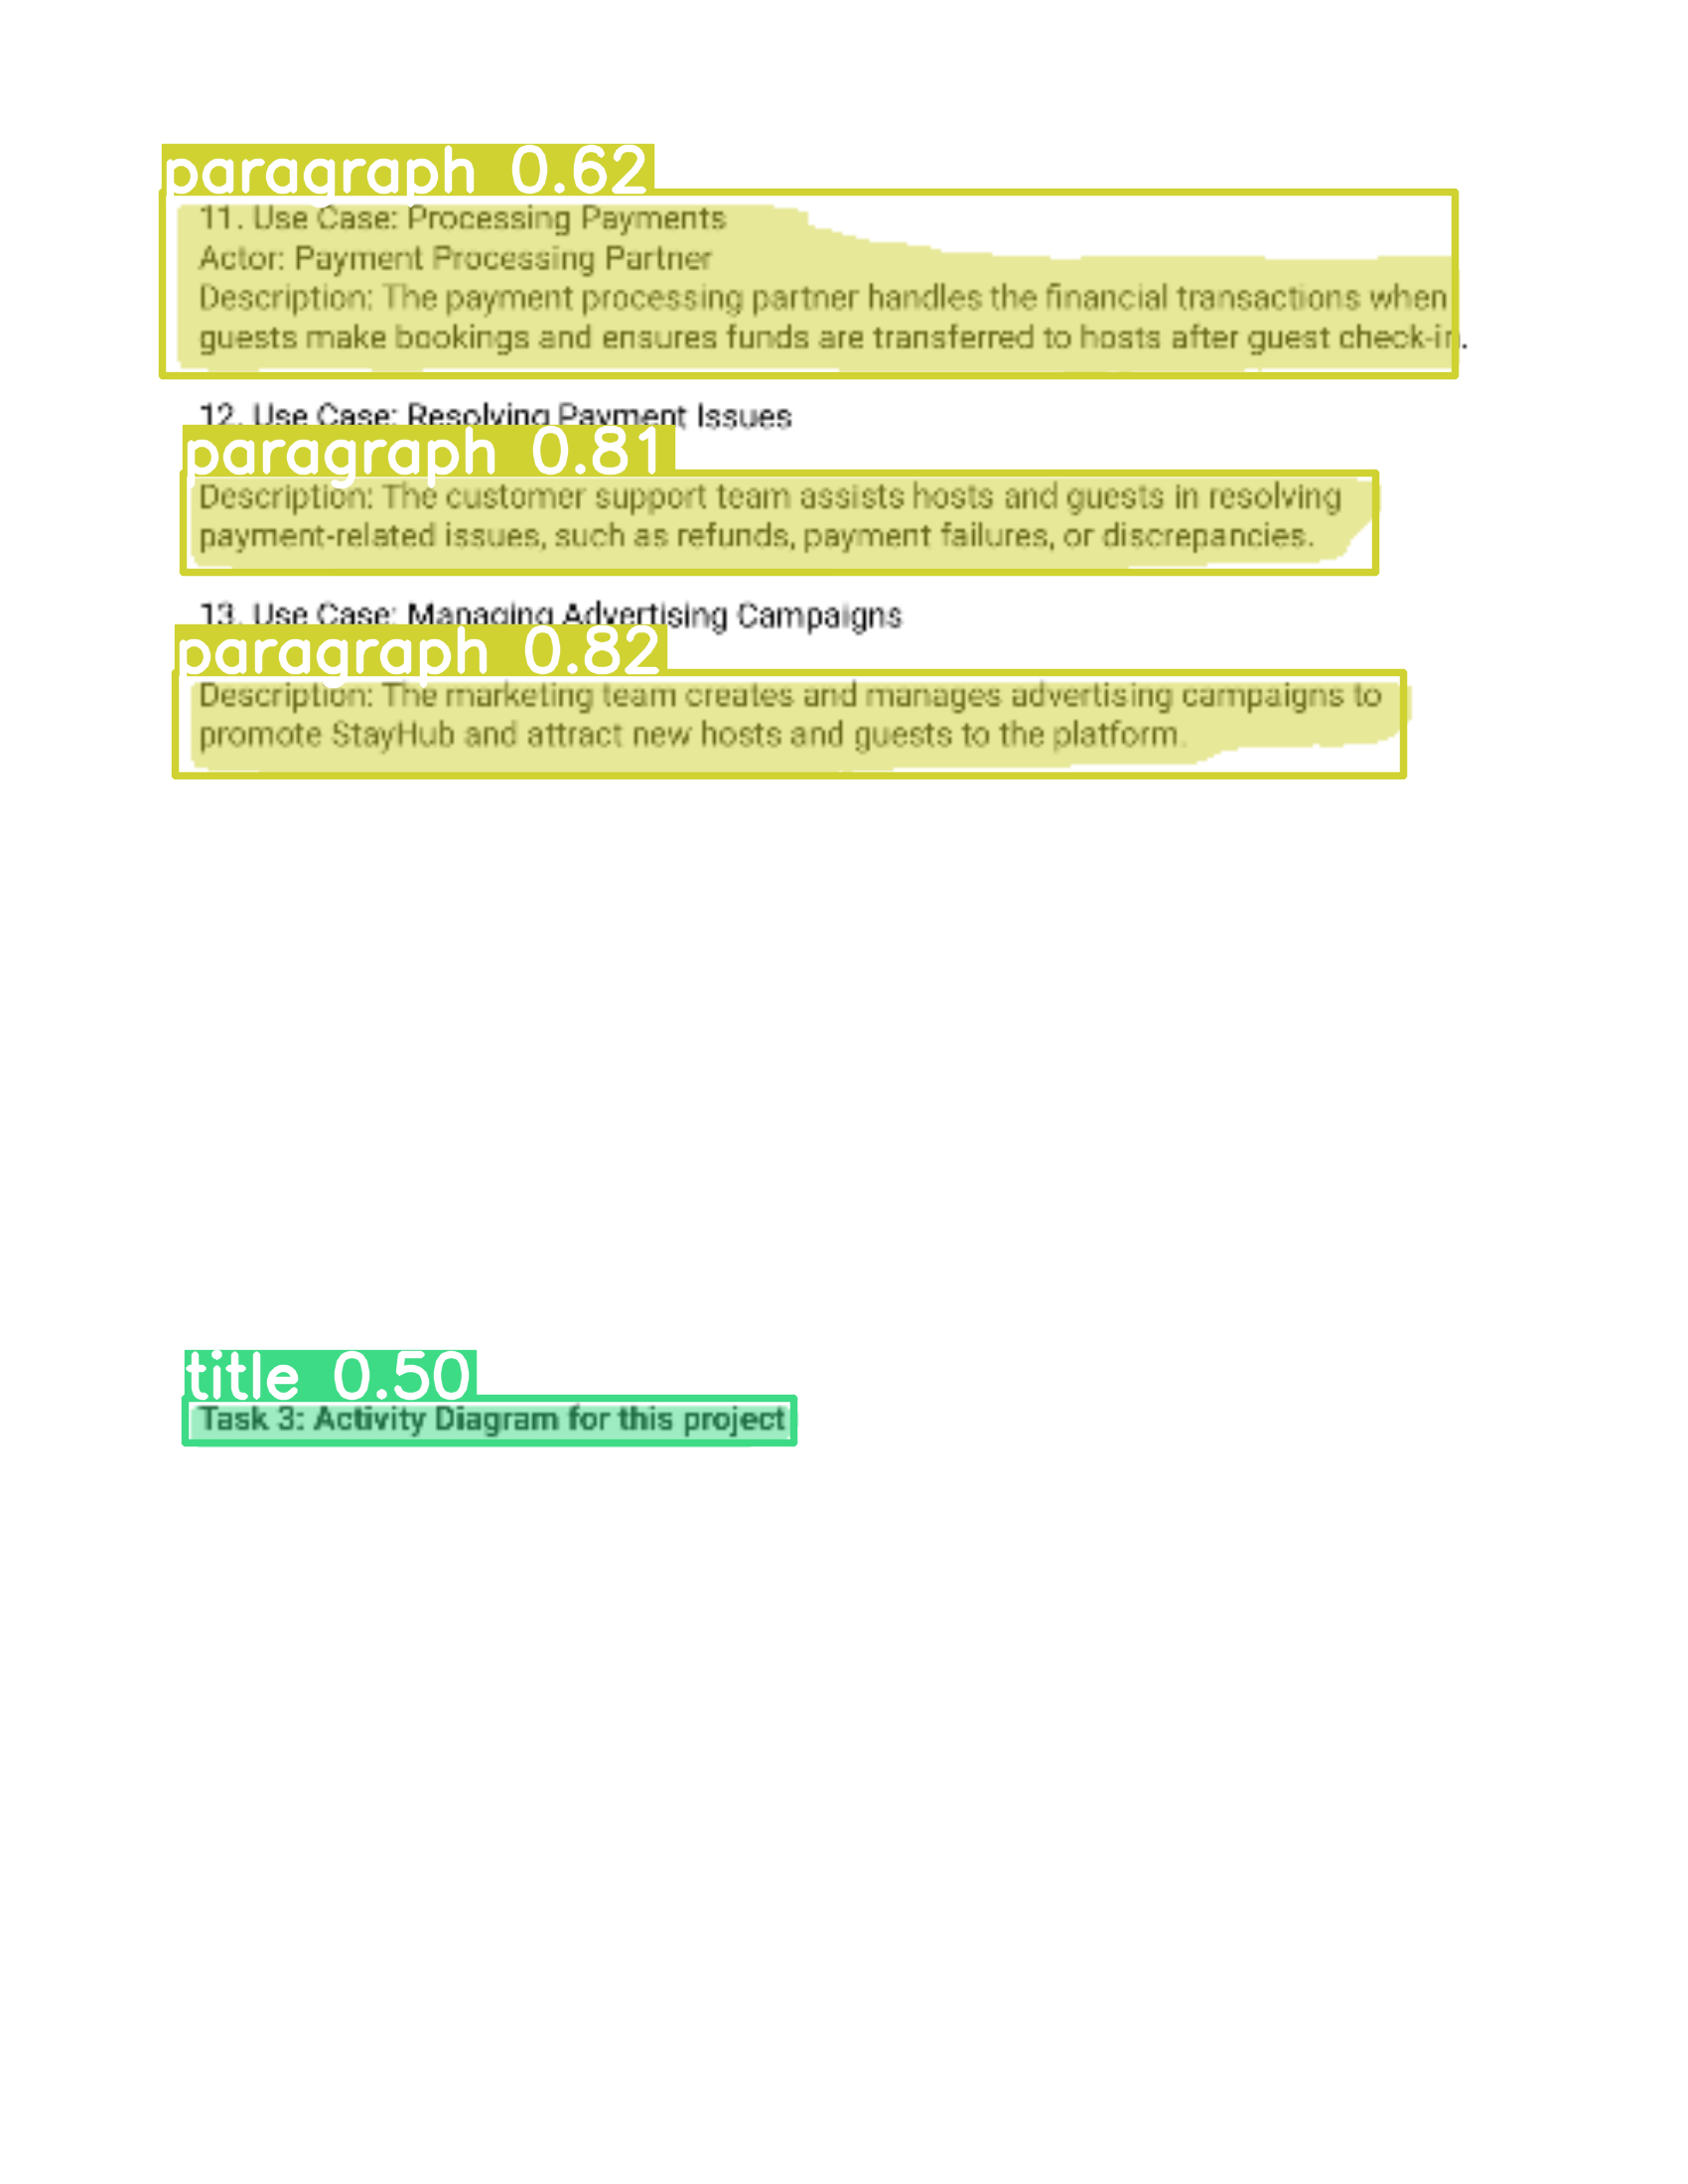 paragraph 0.62
11. Use Case: Processing Payments
Actor: Payment Processing Partner
Description: The payment processing partner handles the financial transactions when
guests make bookings and ensures funds are transferred to hosts after guest check-in.
12. Use Case: Resolving Payment Issues
paragraph 0.81
Description: The customer support team assists hosts and guests in resolving
payment-related issues, such as refunds, payment failures, or discrepancies.
13. Use Case: Managing Advertising Campaigns
paragraph 0.82
Description: The marketing team creates and manages advertising campaigns to
promote StayHub and attract new hosts and guests to the platform.
title 0.50
Task 3: Activity Diagram for this project